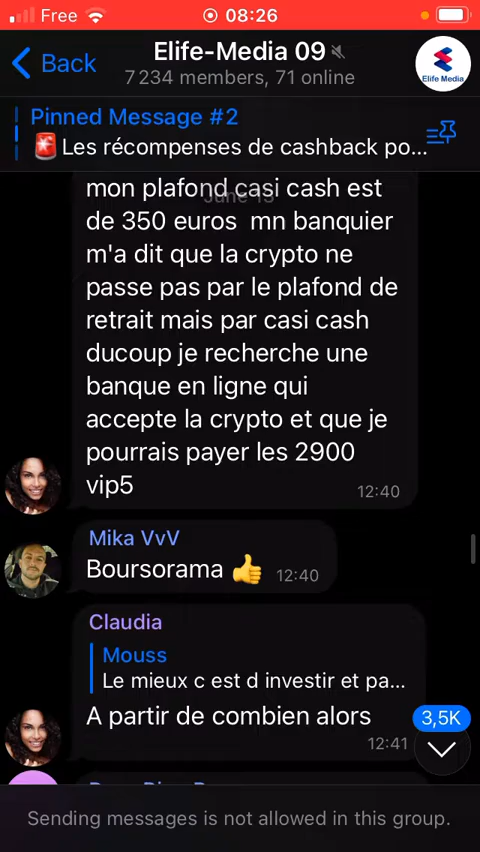 Free 08:26
Back
Elife-Media 09
7 234 members, 71 online
Elife Media
Pinned Message #2
🚨Les récompenses de cashback po...
June 13
mon plafond casi cash est
de 350 euros mn banquier
m'a dit que la crypto ne
passe pas par le plafond de
retrait mais par casi cash
ducoup je recherche une
banque en ligne qui
accepte la crypto et que je
pourrais payer les 2900
vip5
12:40
Mika VvV
Boursorama 👍 12:40
Claudia
Mouss
Le mieux c est d investir et pa...
A partir de combien alors
12:41
3,5K
Sending messages is not allowed in this group.